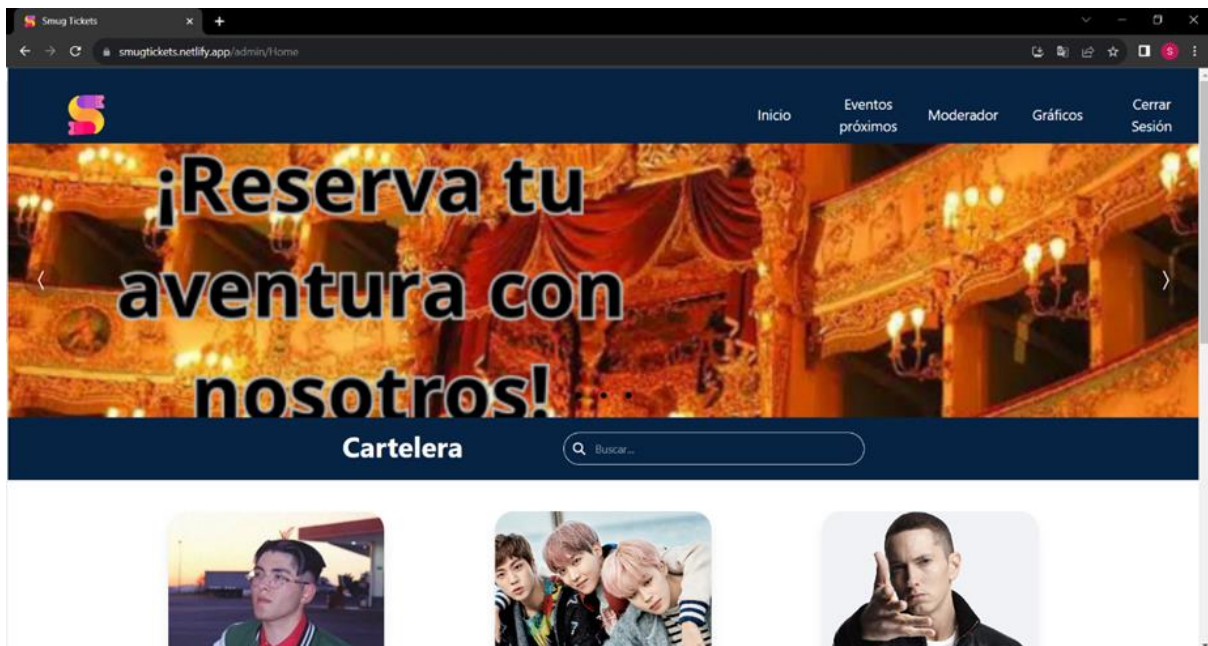 Smug Tickets
smugtickets.netlify.app/admin/Home
S
Inicio
Eventos
próximos
Moderador
Gráficos
Cerrar
Sesión
¡Reserva tu
aventura con
nosotros!
Cartelera
Buscar...